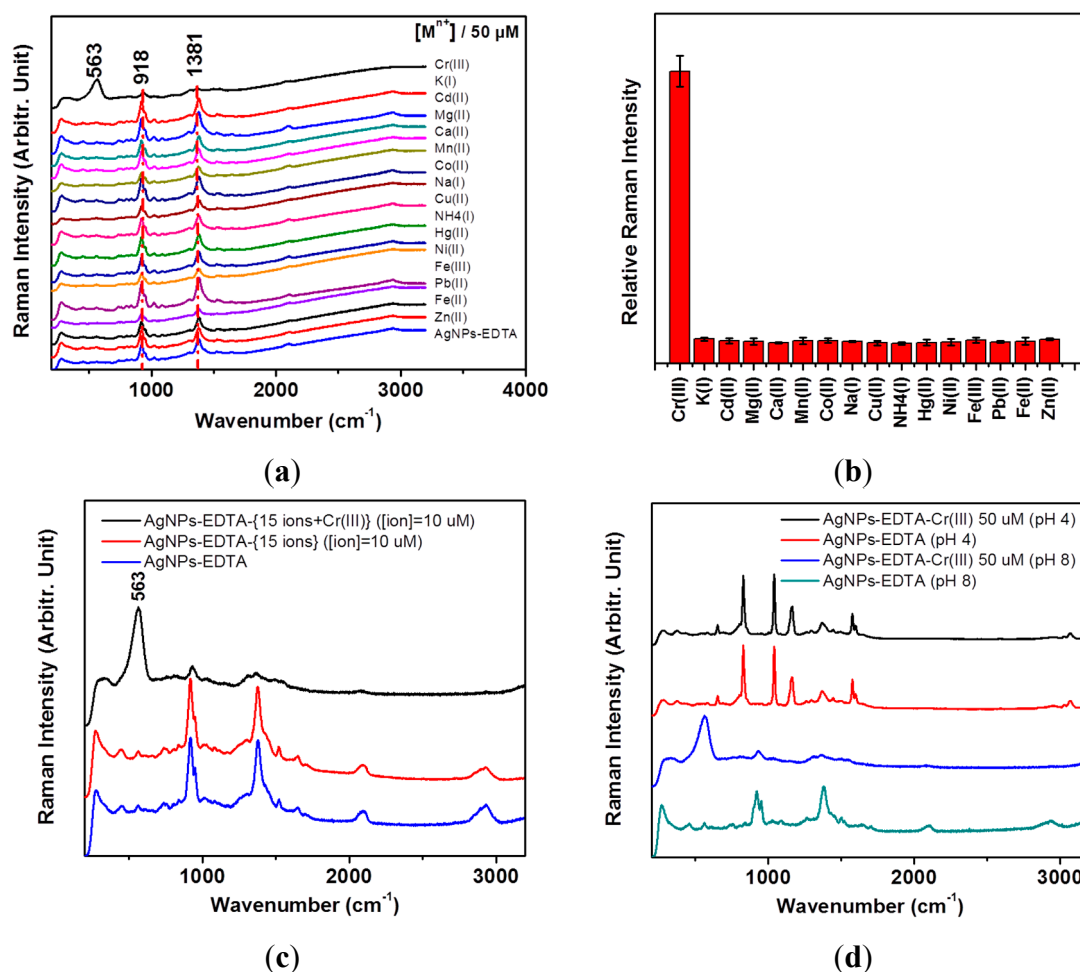 [Mⁿ⁺] / 50 µM
563
918
1381
Cr(III)
K(I)
Cd(II)
Mg(II)
Ca(II)
Mn(II)
Co(II)
Na(I)
Cu(II)
NH4(I)
Hg(II)
Ni(II)
Fe(III)
Pb(II)
Fe(II)
Zn(II)
AgNPs-EDTA
Raman Intensity (Arbitr. Unit)
1000 2000 3000 4000
Wavenumber (cm⁻¹)
(a)
Relative Raman Intensity
Cr(III)
K(I)
Cd(II)
Mg(II)
Ca(II)
Mn(II)
Co(II)
Na(I)
Cu(II)
NH4(I)
Hg(II)
Ni(II)
Fe(III)
Pb(II)
Fe(II)
Zn(II)
(b)
AgNPs-EDTA-{15 ions+Cr(III)} ([ion]=10 uM)
AgNPs-EDTA-{15 ions} ([ion]=10 uM)
AgNPs-EDTA
563
Raman Intensity (Arbitr. Unit)
1000 2000 3000
Wavenumber (cm⁻¹)
(c)
AgNPs-EDTA-Cr(III) 50 uM (pH 4)
AgNPs-EDTA (pH 4)
AgNPs-EDTA-Cr(III) 50 uM (pH 8)
AgNPs-EDTA (pH 8)
Raman Intensity (Arbitr. Unit)
1000 2000 3000
Wavenumber (cm⁻¹)
(d)